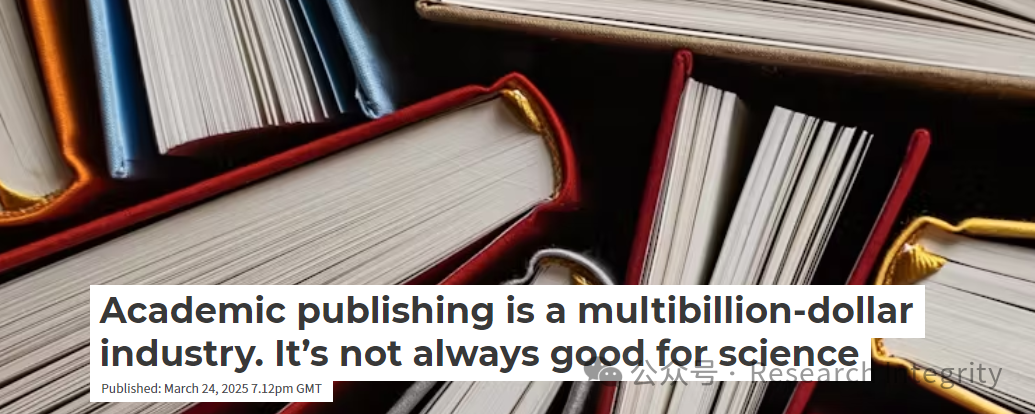 Academic publishing is a multibillion-dollar
industry. It’s not always good for science
公众号 · Research Integrity
Published: March 24, 2025 7.12pm GMT